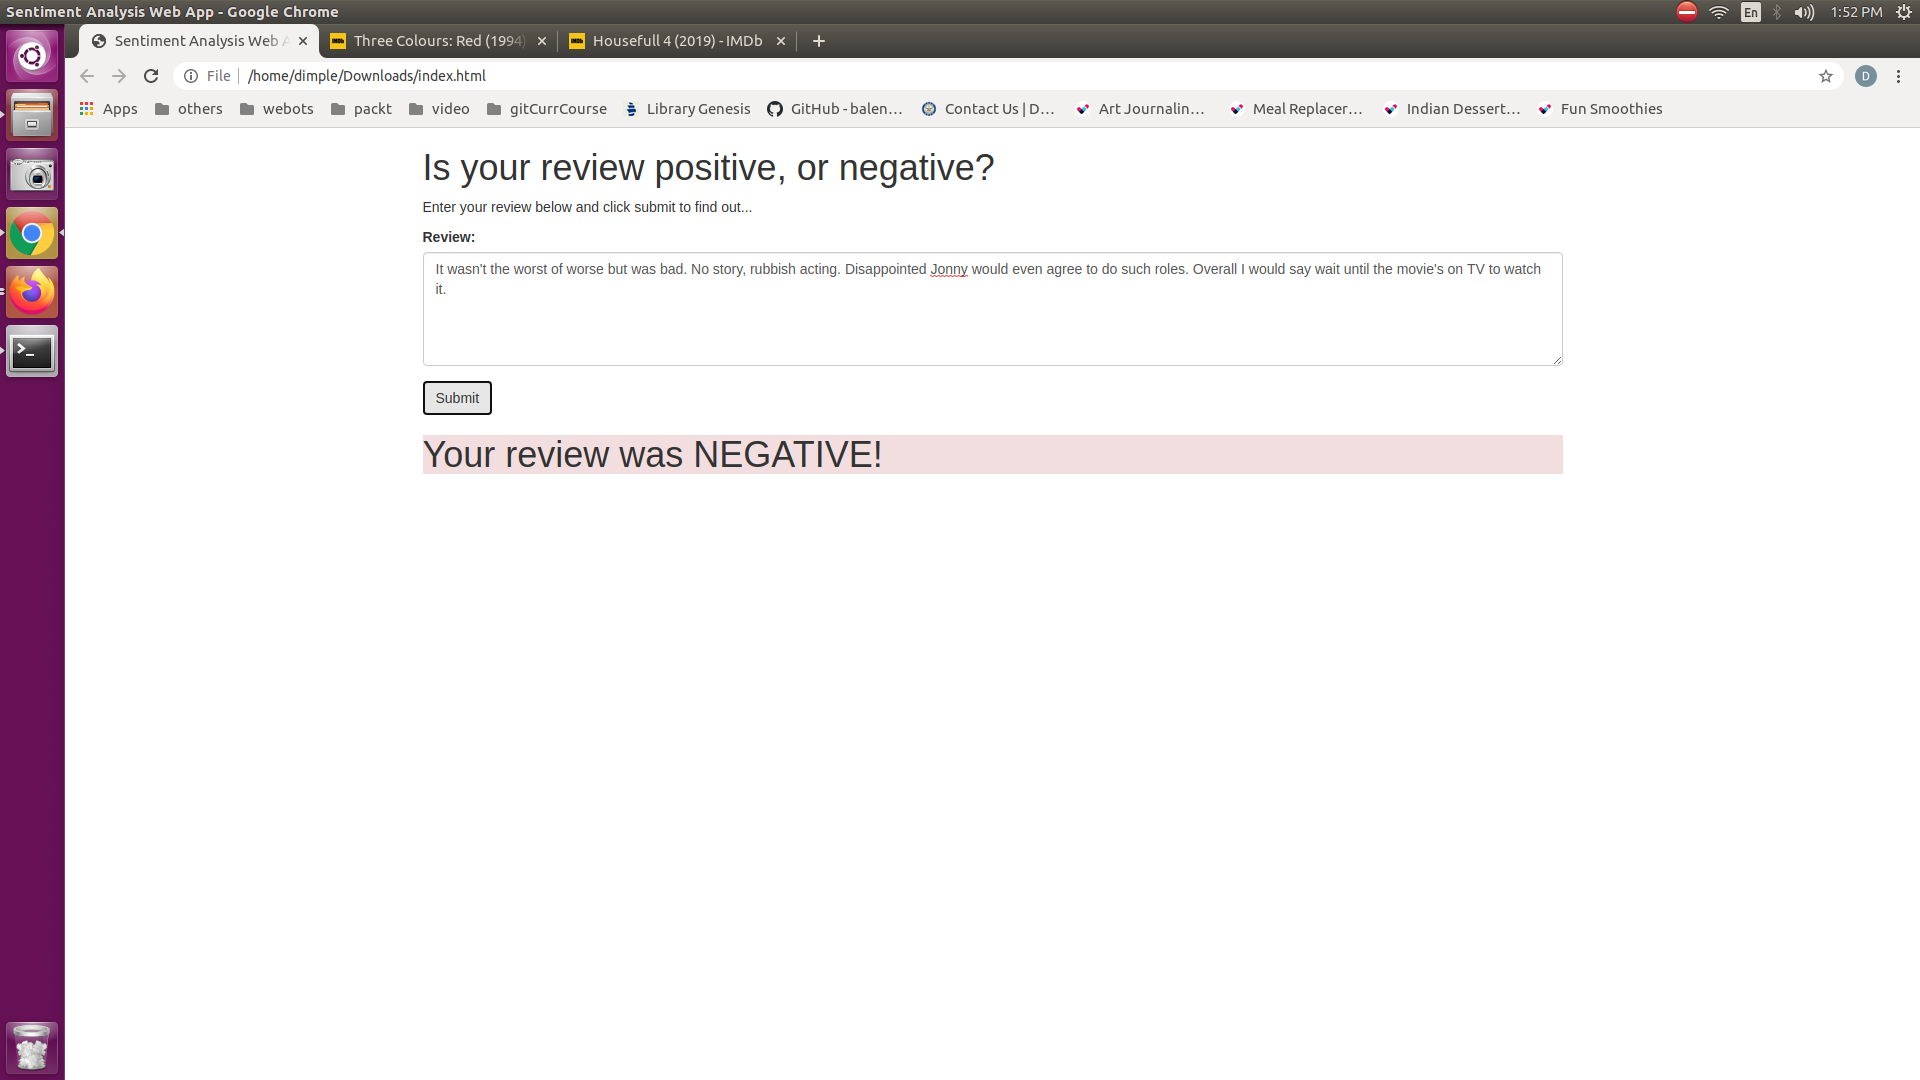 Sentiment Analysis Web App - Google Chrome
En
1:52 PM
Sentiment Analysis Web A
IMDb Three Colours: Red (1994)
IMDb Housefull 4 (2019) - IMDb
File /home/dimple/Downloads/index.html
D
Apps others webots packt video gitCurrCourse Library Genesis GitHub - balen... Contact Us | D... Art Journalin... Meal Replacer... Indian Dessert... Fun Smoothies
Is your review positive, or negative?
Enter your review below and click submit to find out...
Review:
It wasn't the worst of worse but was bad. No story, rubbish acting. Disappointed Jonny would even agree to do such roles. Overall I would say wait until the movie's on TV to watch
it.
Submit
Your review was NEGATIVE!